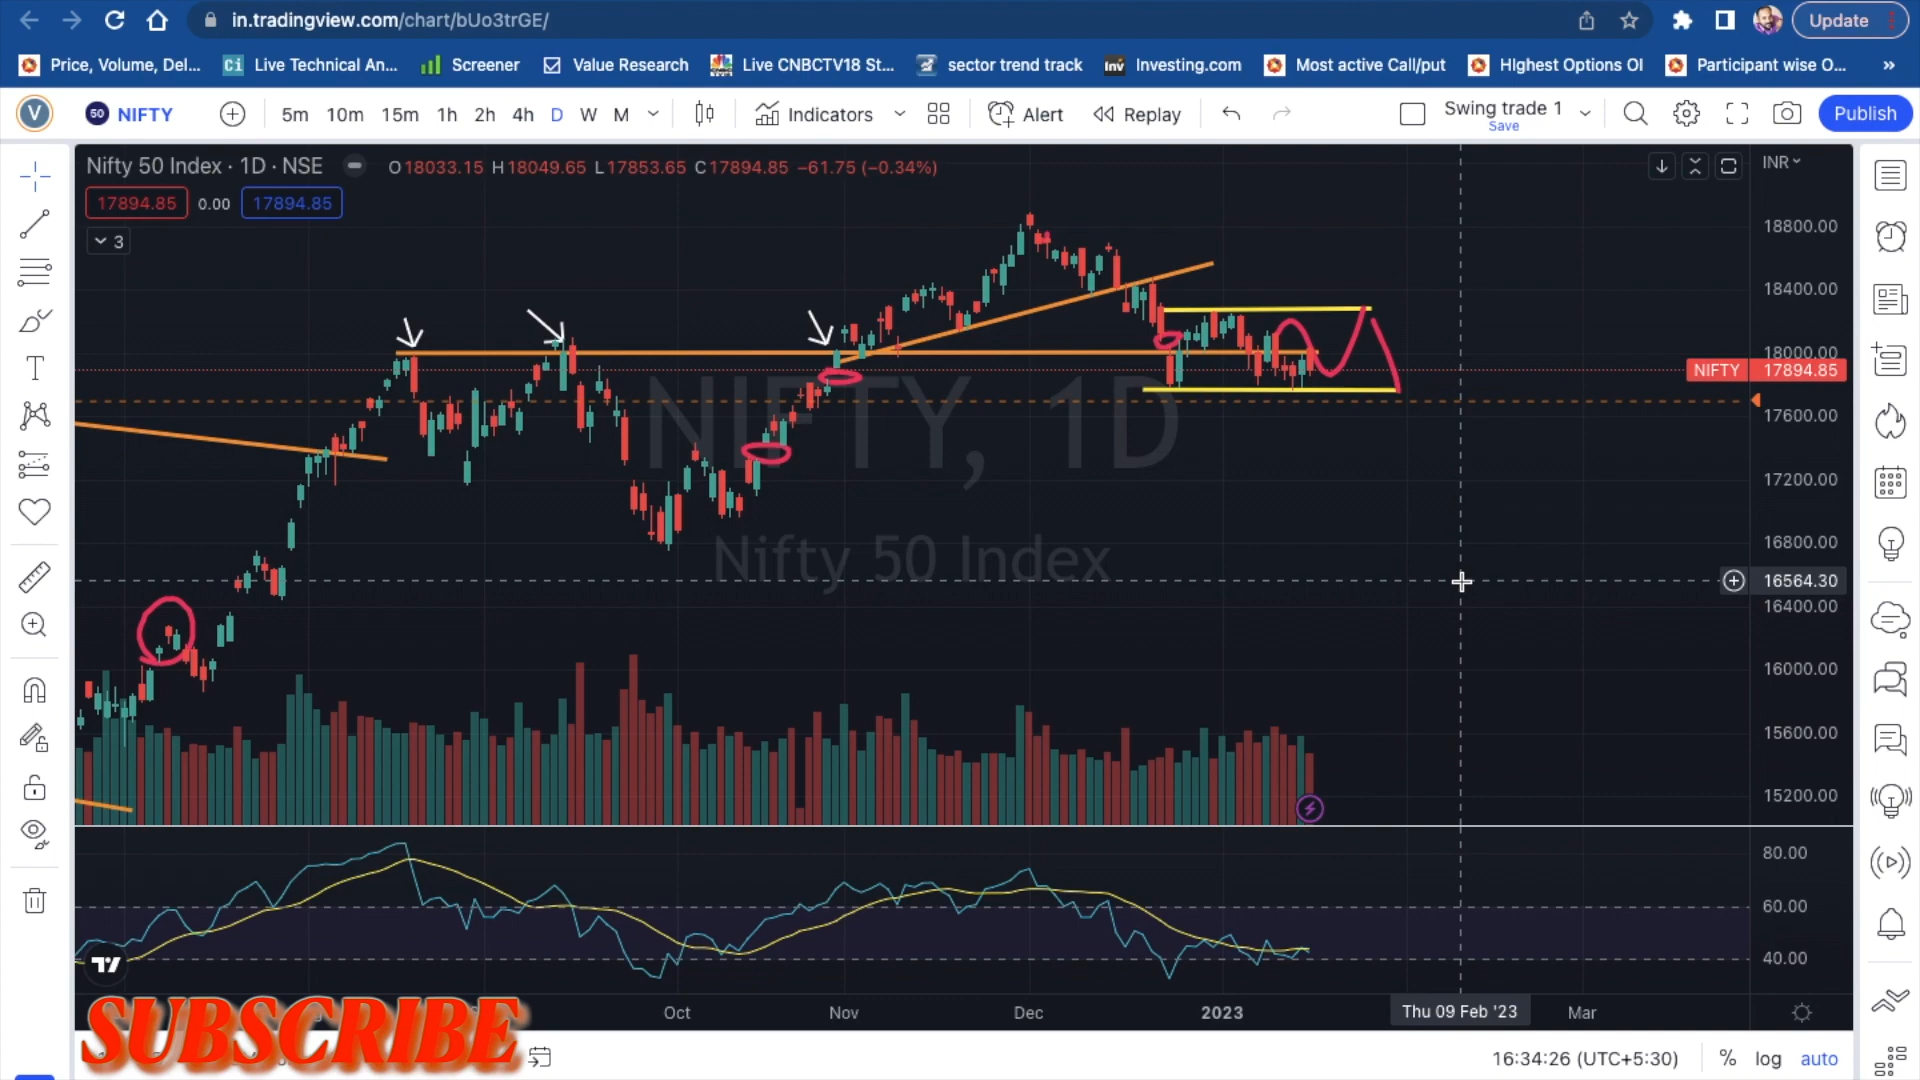 in.tradingview.com/chart/bUo3trGE/
Update
Price, Volume, Del...
Ci Live Technical An...
Screener
Value Research
Live CNBCTV18 St...
sector trend track
Inv Investing.com
Most active Call/put
HIghest Options OI
Participant wise O...
»
V
50 NIFTY
5m 10m 15m 1h 2h 4h D W M
Indicators
Alert
Replay
Swing trade 1
Save
Publish
Nifty 50 Index · 1D · NSE
O18033.15 H18049.65 L17853.65 C17894.85 −61.75 (−0.34%)
INR
17894.85 0.00 17894.85
3
18800.00
18400.00
18000.00
NIFTY 17894.85
17600.00
NIFTY, 1D
17200.00
16800.00
Nifty 50 Index
16564.30
16400.00
16000.00
15600.00
15200.00
80.00
60.00
40.00
Oct
Nov
Dec
2023
Thu 09 Feb '23
Mar
SUBSCRIBE
16:34:26 (UTC+5:30)
%
log
auto